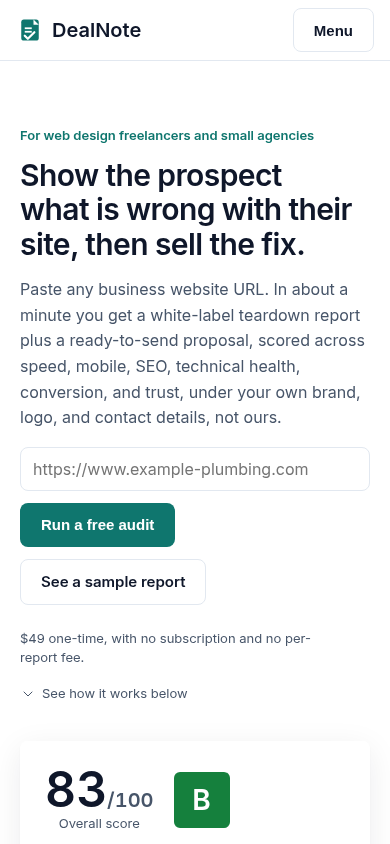 DealNote
Menu
For web design freelancers and small agencies
Show the prospect
what is wrong with their
site, then sell the fix.
Paste any business website URL. In about a
minute you get a white-label teardown report
plus a ready-to-send proposal, scored across
speed, mobile, SEO, technical health,
conversion, and trust, under your own brand,
logo, and contact details, not ours.
https://www.example-plumbing.com
Run a free audit
See a sample report
$49 one-time, with no subscription and no per-
report fee.
See how it works below
83/100
B
Overall score